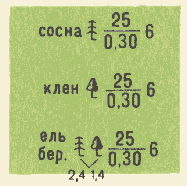 сосна 25/0,30 6
клен 25/0,30 6
ель
бер. 25/0,30 6
2,4 1,4